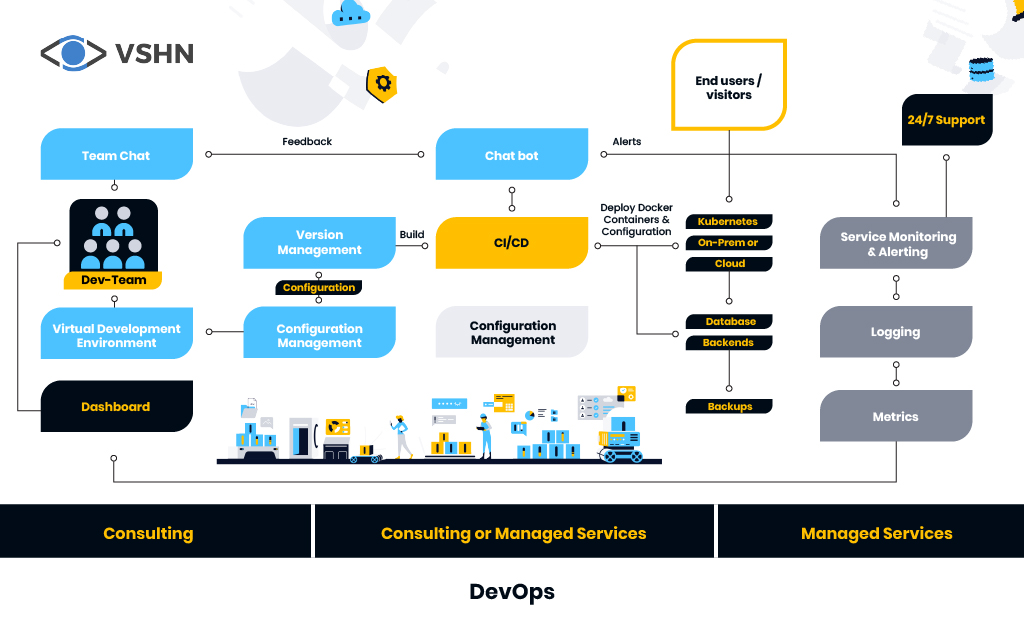 VSHN
End users /
visitors
24/7 Support
Team Chat
Feedback
Chat bot
Alerts
Dev-Team
Version
Management
Build
CI/CD
Deploy Docker
Containers &
Configuration
Kubernetes
On-Prem or
Cloud
Service Monitoring
& Alerting
Configuration
Virtual Development
Environment
Configuration
Management
Configuration
Management
Database
Backends
Logging
Dashboard
Backups
Metrics
Consulting
Consulting or Managed Services
Managed Services
DevOps